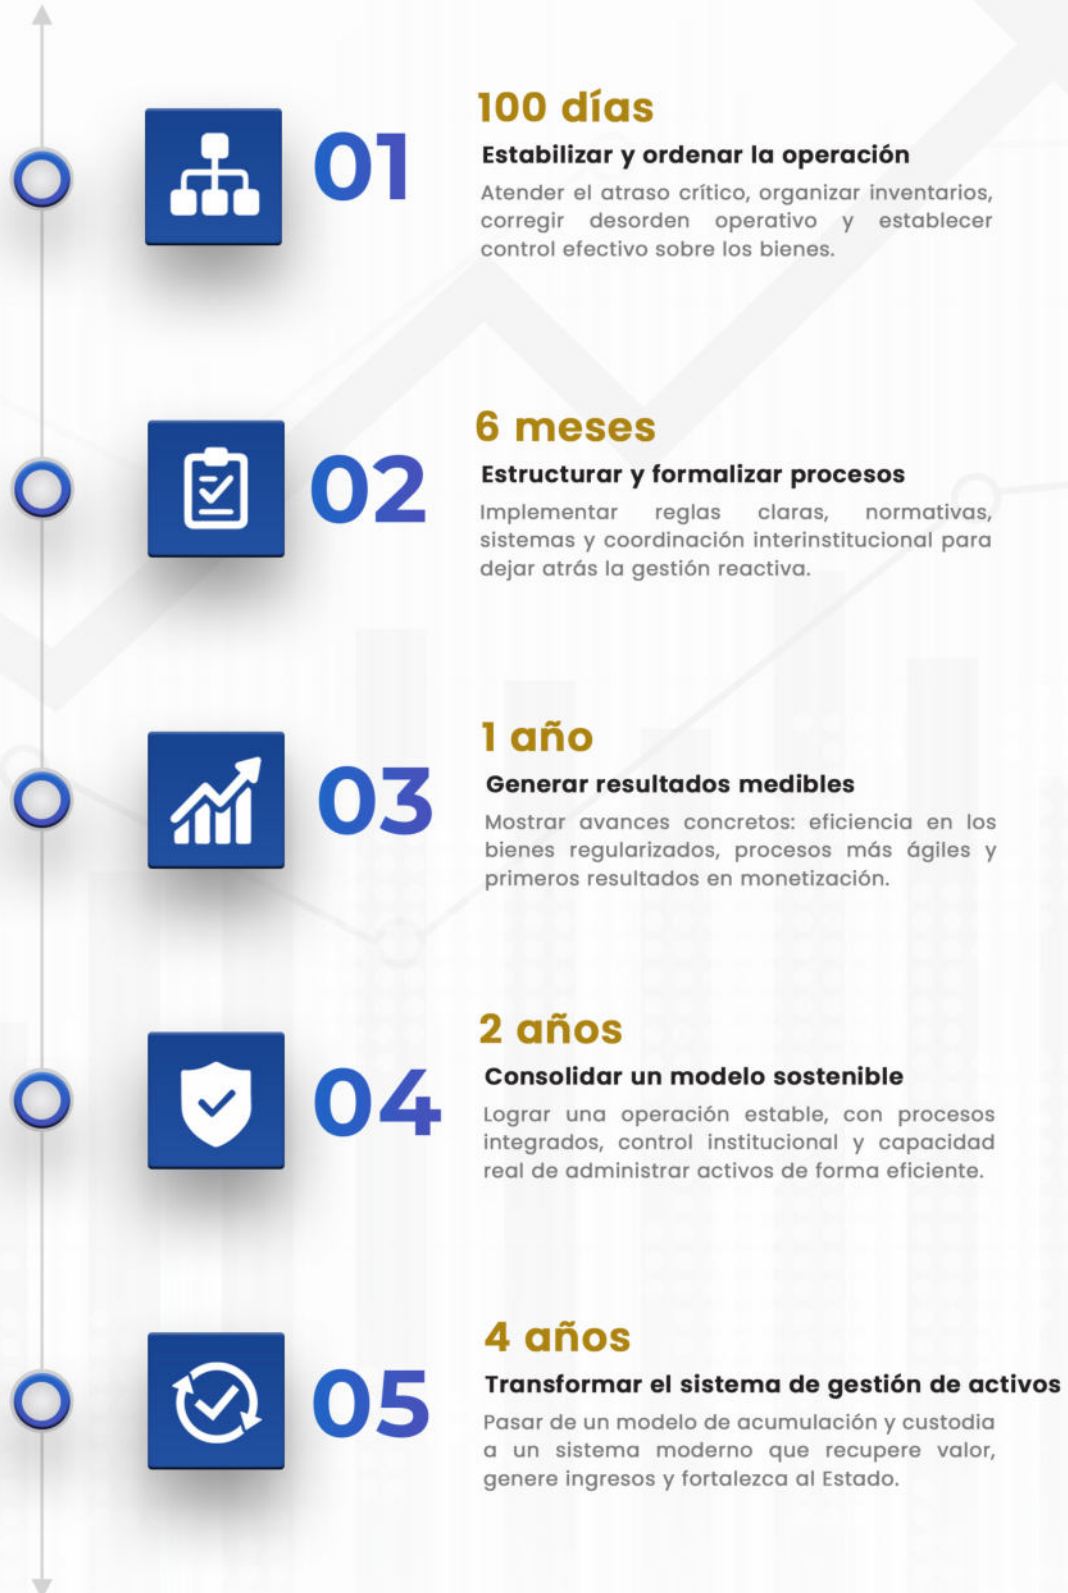 01
100 días
Estabilizar y ordenar la operación
Atender el atraso crítico, organizar inventarios,
corregir desorden operativo y establecer
control efectivo sobre los bienes.
02
6 meses
Estructurar y formalizar procesos
Implementar reglas claras, normativas,
sistemas y coordinación interinstitucional para
dejar atrás la gestión reactiva.
03
1 año
Generar resultados medibles
Mostrar avances concretos: eficiencia en los
bienes regularizados, procesos más ágiles y
primeros resultados en monetización.
04
2 años
Consolidar un modelo sostenible
Lograr una operación estable, con procesos
integrados, control institucional y capacidad
real de administrar activos de forma eficiente.
05
4 años
Transformar el sistema de gestión de activos
Pasar de un modelo de acumulación y custodia
a un sistema moderno que recupere valor,
genere ingresos y fortalezca al Estado.